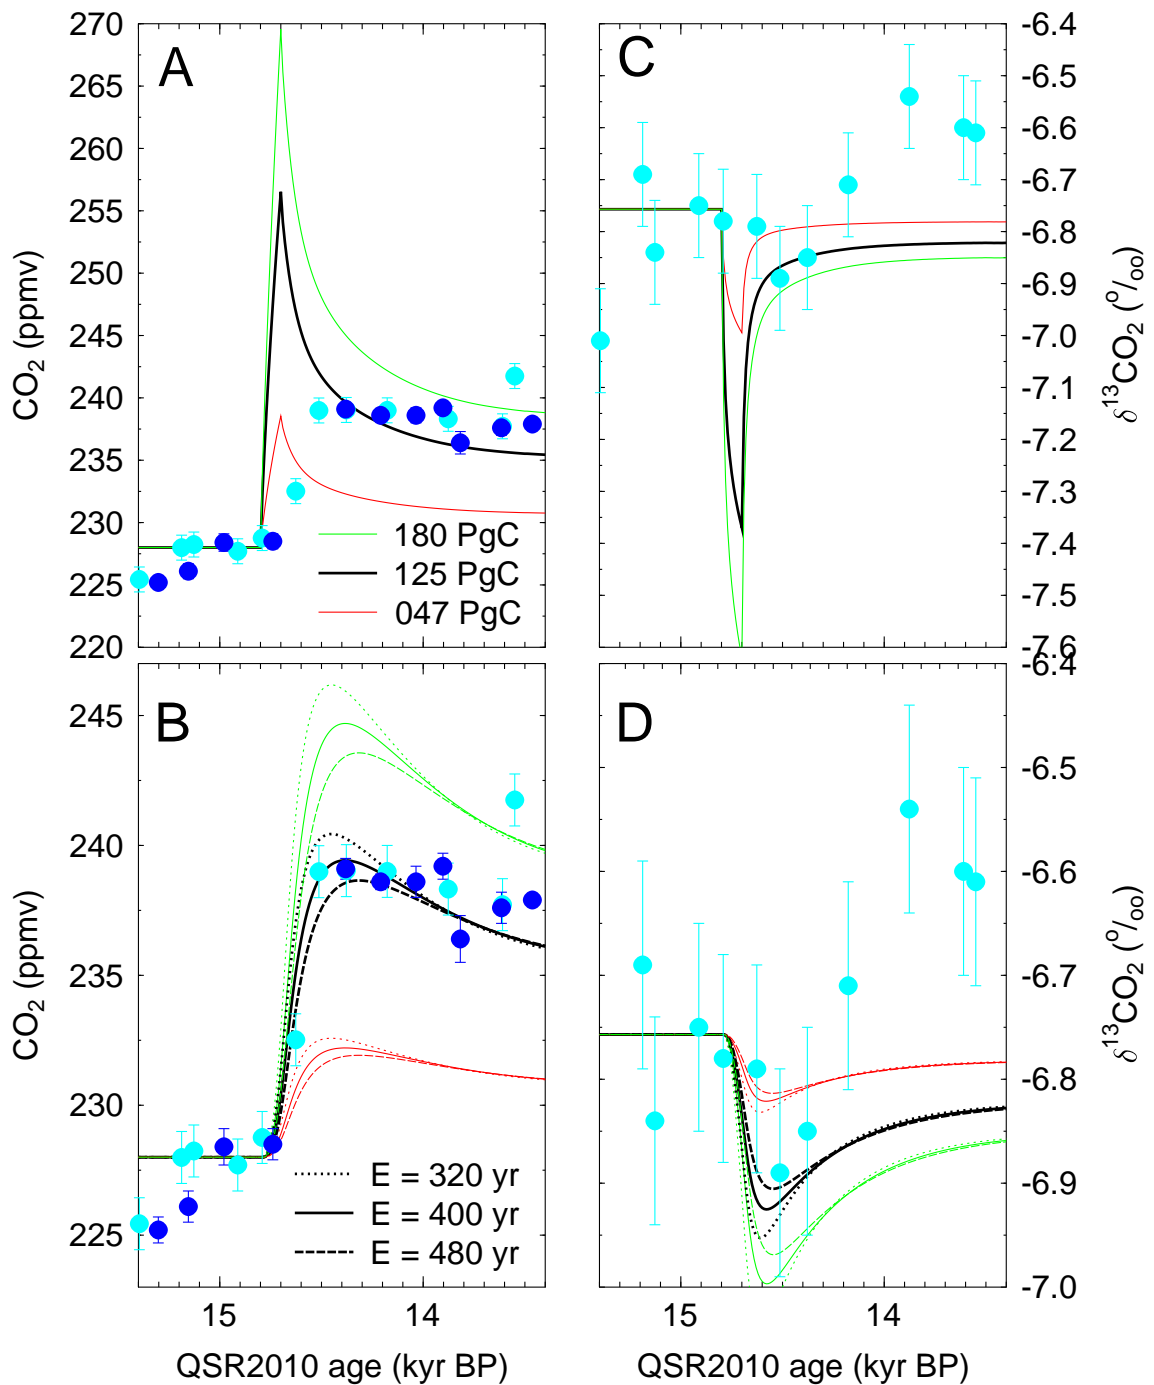 A
270
265
260
255
250
245
240
235
230
225
220
CO2 (ppmv)
180 PgC
125 PgC
047 PgC
C
-6.4
-6.5
-6.6
-6.7
-6.8
-6.9
-7.0
-7.1
-7.2
-7.3
-7.4
-7.5
-7.6
δ13CO2 (o/oo)
B
245
240
235
230
225
CO2 (ppmv)
E = 320 yr
E = 400 yr
E = 480 yr
15 14
QSR2010 age (kyr BP)
D
-6.4
-6.5
-6.6
-6.7
-6.8
-6.9
-7.0
δ13CO2 (o/oo)
15 14
QSR2010 age (kyr BP)